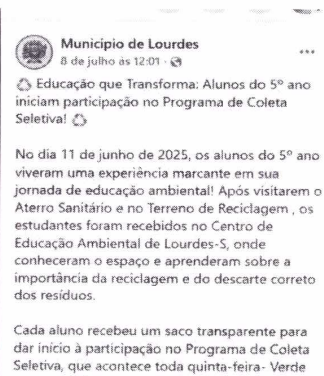 Município de Lourdes
8 de julho às 12:01 ·
♻ Educação que Transforma: Alunos do 5º ano
iniciam participação no Programa de Coleta
Seletiva! ♻
No dia 11 de junho de 2025, os alunos do 5º ano
viveram uma experiência marcante em sua
jornada de educação ambiental! Após visitarem o
Aterro Sanitário e no Terreno de Reciclagem , os
estudantes foram recebidos no Centro de
Educação Ambiental de Lourdes-S, onde
conheceram o espaço e aprenderam sobre a
importância da reciclagem e do descarte correto
dos resíduos.
Cada aluno recebeu um saco transparente para
dar início à participação no Programa de Coleta
Seletiva, que acontece toda quinta-feira- Verde